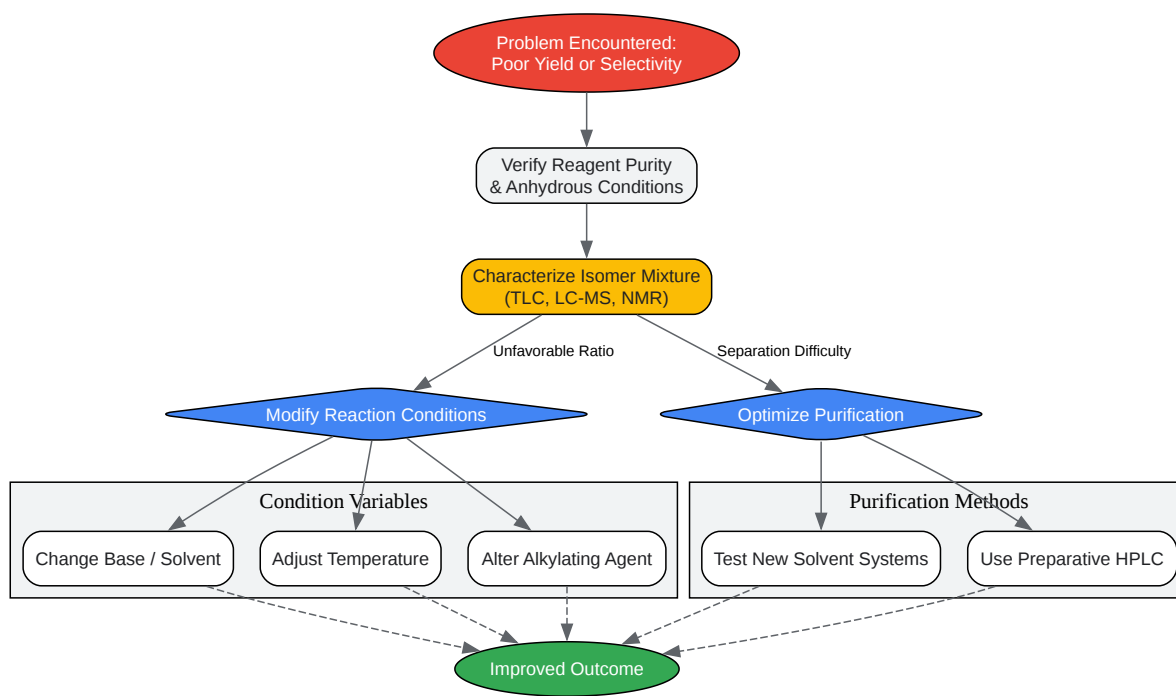 Problem Encountered:
Poor Yield or Selectivity
Verify Reagent Purity
& Anhydrous Conditions
Characterize Isomer Mixture
(TLC, LC-MS, NMR)
Unfavorable Ratio
Separation Difficulty
Modify Reaction Conditions
Optimize Purification
Condition Variables
Purification Methods
Change Base / Solvent
Adjust Temperature
Alter Alkylating Agent
Test New Solvent Systems
Use Preparative HPLC
Improved Outcome